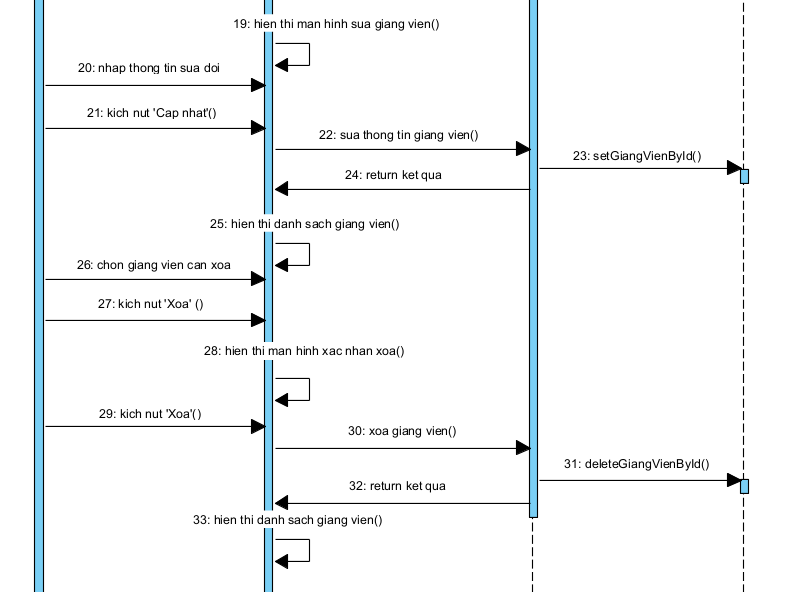 19: hien thi man hinh sua giang vien()
20: nhap thong tin sua doi
21: kich nut 'Cap nhat'()
22: sua thong tin giang vien()
23: setGiangVienById()
24: return ket qua
25: hien thi danh sach giang vien()
26: chon giang vien can xoa
27: kich nut 'Xoa' ()
28: hien thi man hinh xac nhan xoa()
29: kich nut 'Xoa'()
30: xoa giang vien()
31: deleteGiangVienById()
32: return ket qua
33: hien thi danh sach giang vien()